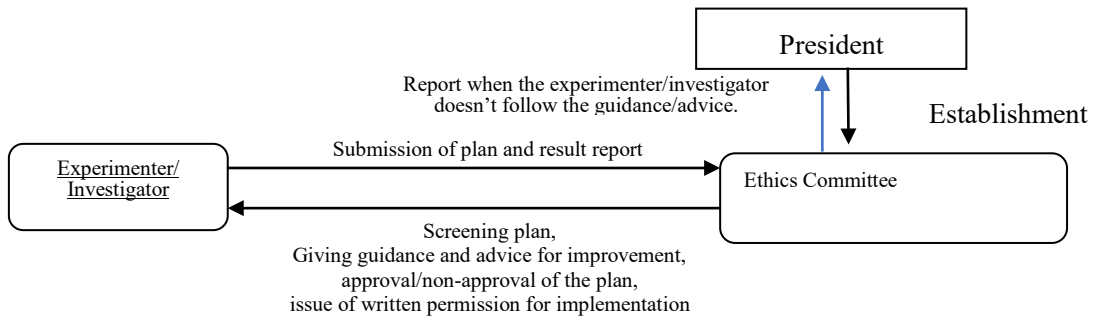 President
Report when the experimenter/investigator
doesn’t follow the guidance/advice.
Establishment
Submission of plan and result report
Experimenter/
Investigator
Ethics Committee
Screening plan,
Giving guidance and advice for improvement,
approval/non-approval of the plan,
issue of written permission for implementation